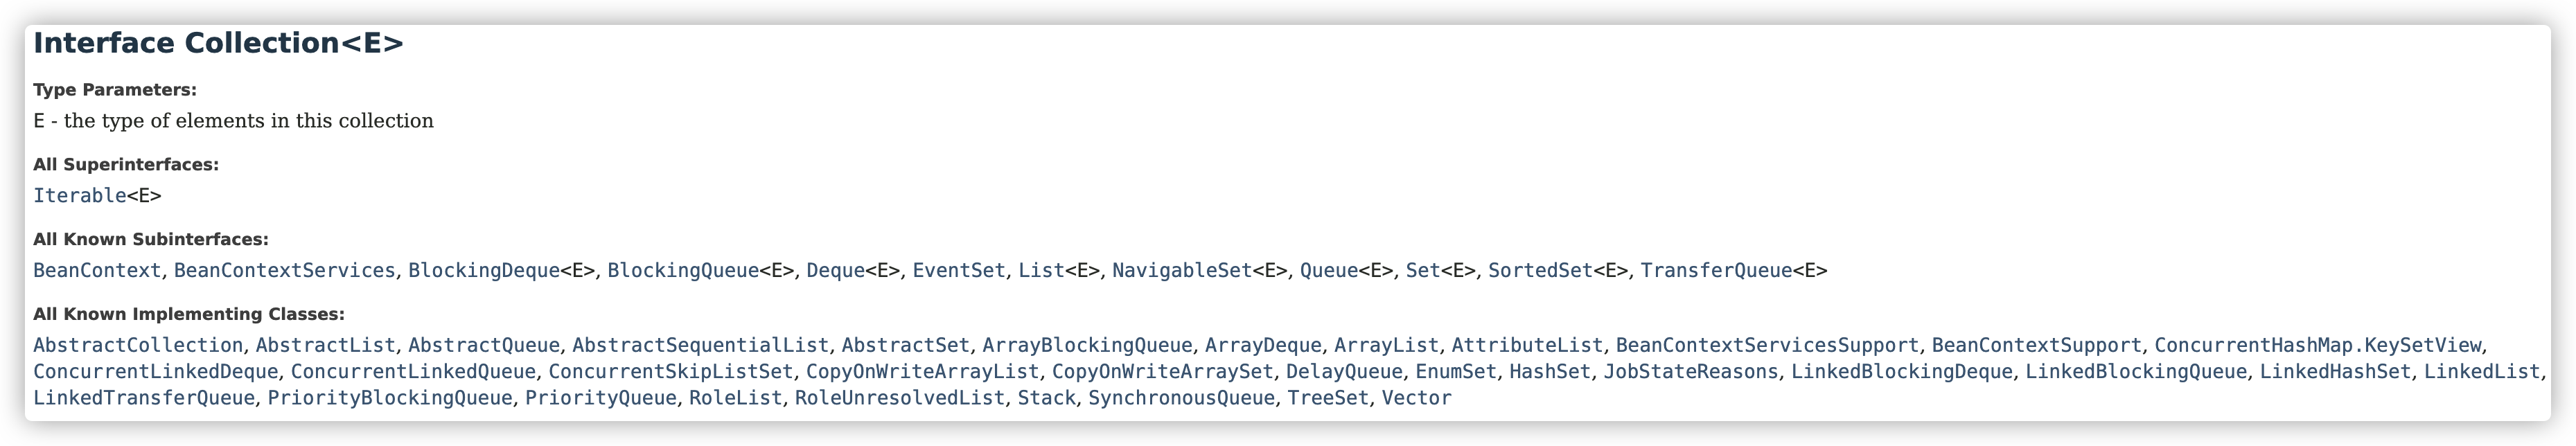 Interface Collection<E>
Type Parameters:
E - the type of elements in this collection
All Superinterfaces:
Iterable<E>
All Known Subinterfaces:
BeanContext, BeanContextServices, BlockingDeque<E>, BlockingQueue<E>, Deque<E>, EventSet, List<E>, NavigableSet<E>, Queue<E>, Set<E>, SortedSet<E>, TransferQueue<E>
All Known Implementing Classes:
AbstractCollection, AbstractList, AbstractQueue, AbstractSequentialList, AbstractSet, ArrayBlockingQueue, ArrayDeque, ArrayList, AttributeList, BeanContextServicesSupport, BeanContextSupport, ConcurrentHashMap.KeySetView,
ConcurrentLinkedDeque, ConcurrentLinkedQueue, ConcurrentSkipListSet, CopyOnWriteArrayList, CopyOnWriteArraySet, DelayQueue, EnumSet, HashSet, JobStateReasons, LinkedBlockingDeque, LinkedBlockingQueue, LinkedHashSet, LinkedList,
LinkedTransferQueue, PriorityBlockingQueue, PriorityQueue, RoleList, RoleUnresolvedList, Stack, SynchronousQueue, TreeSet, Vector